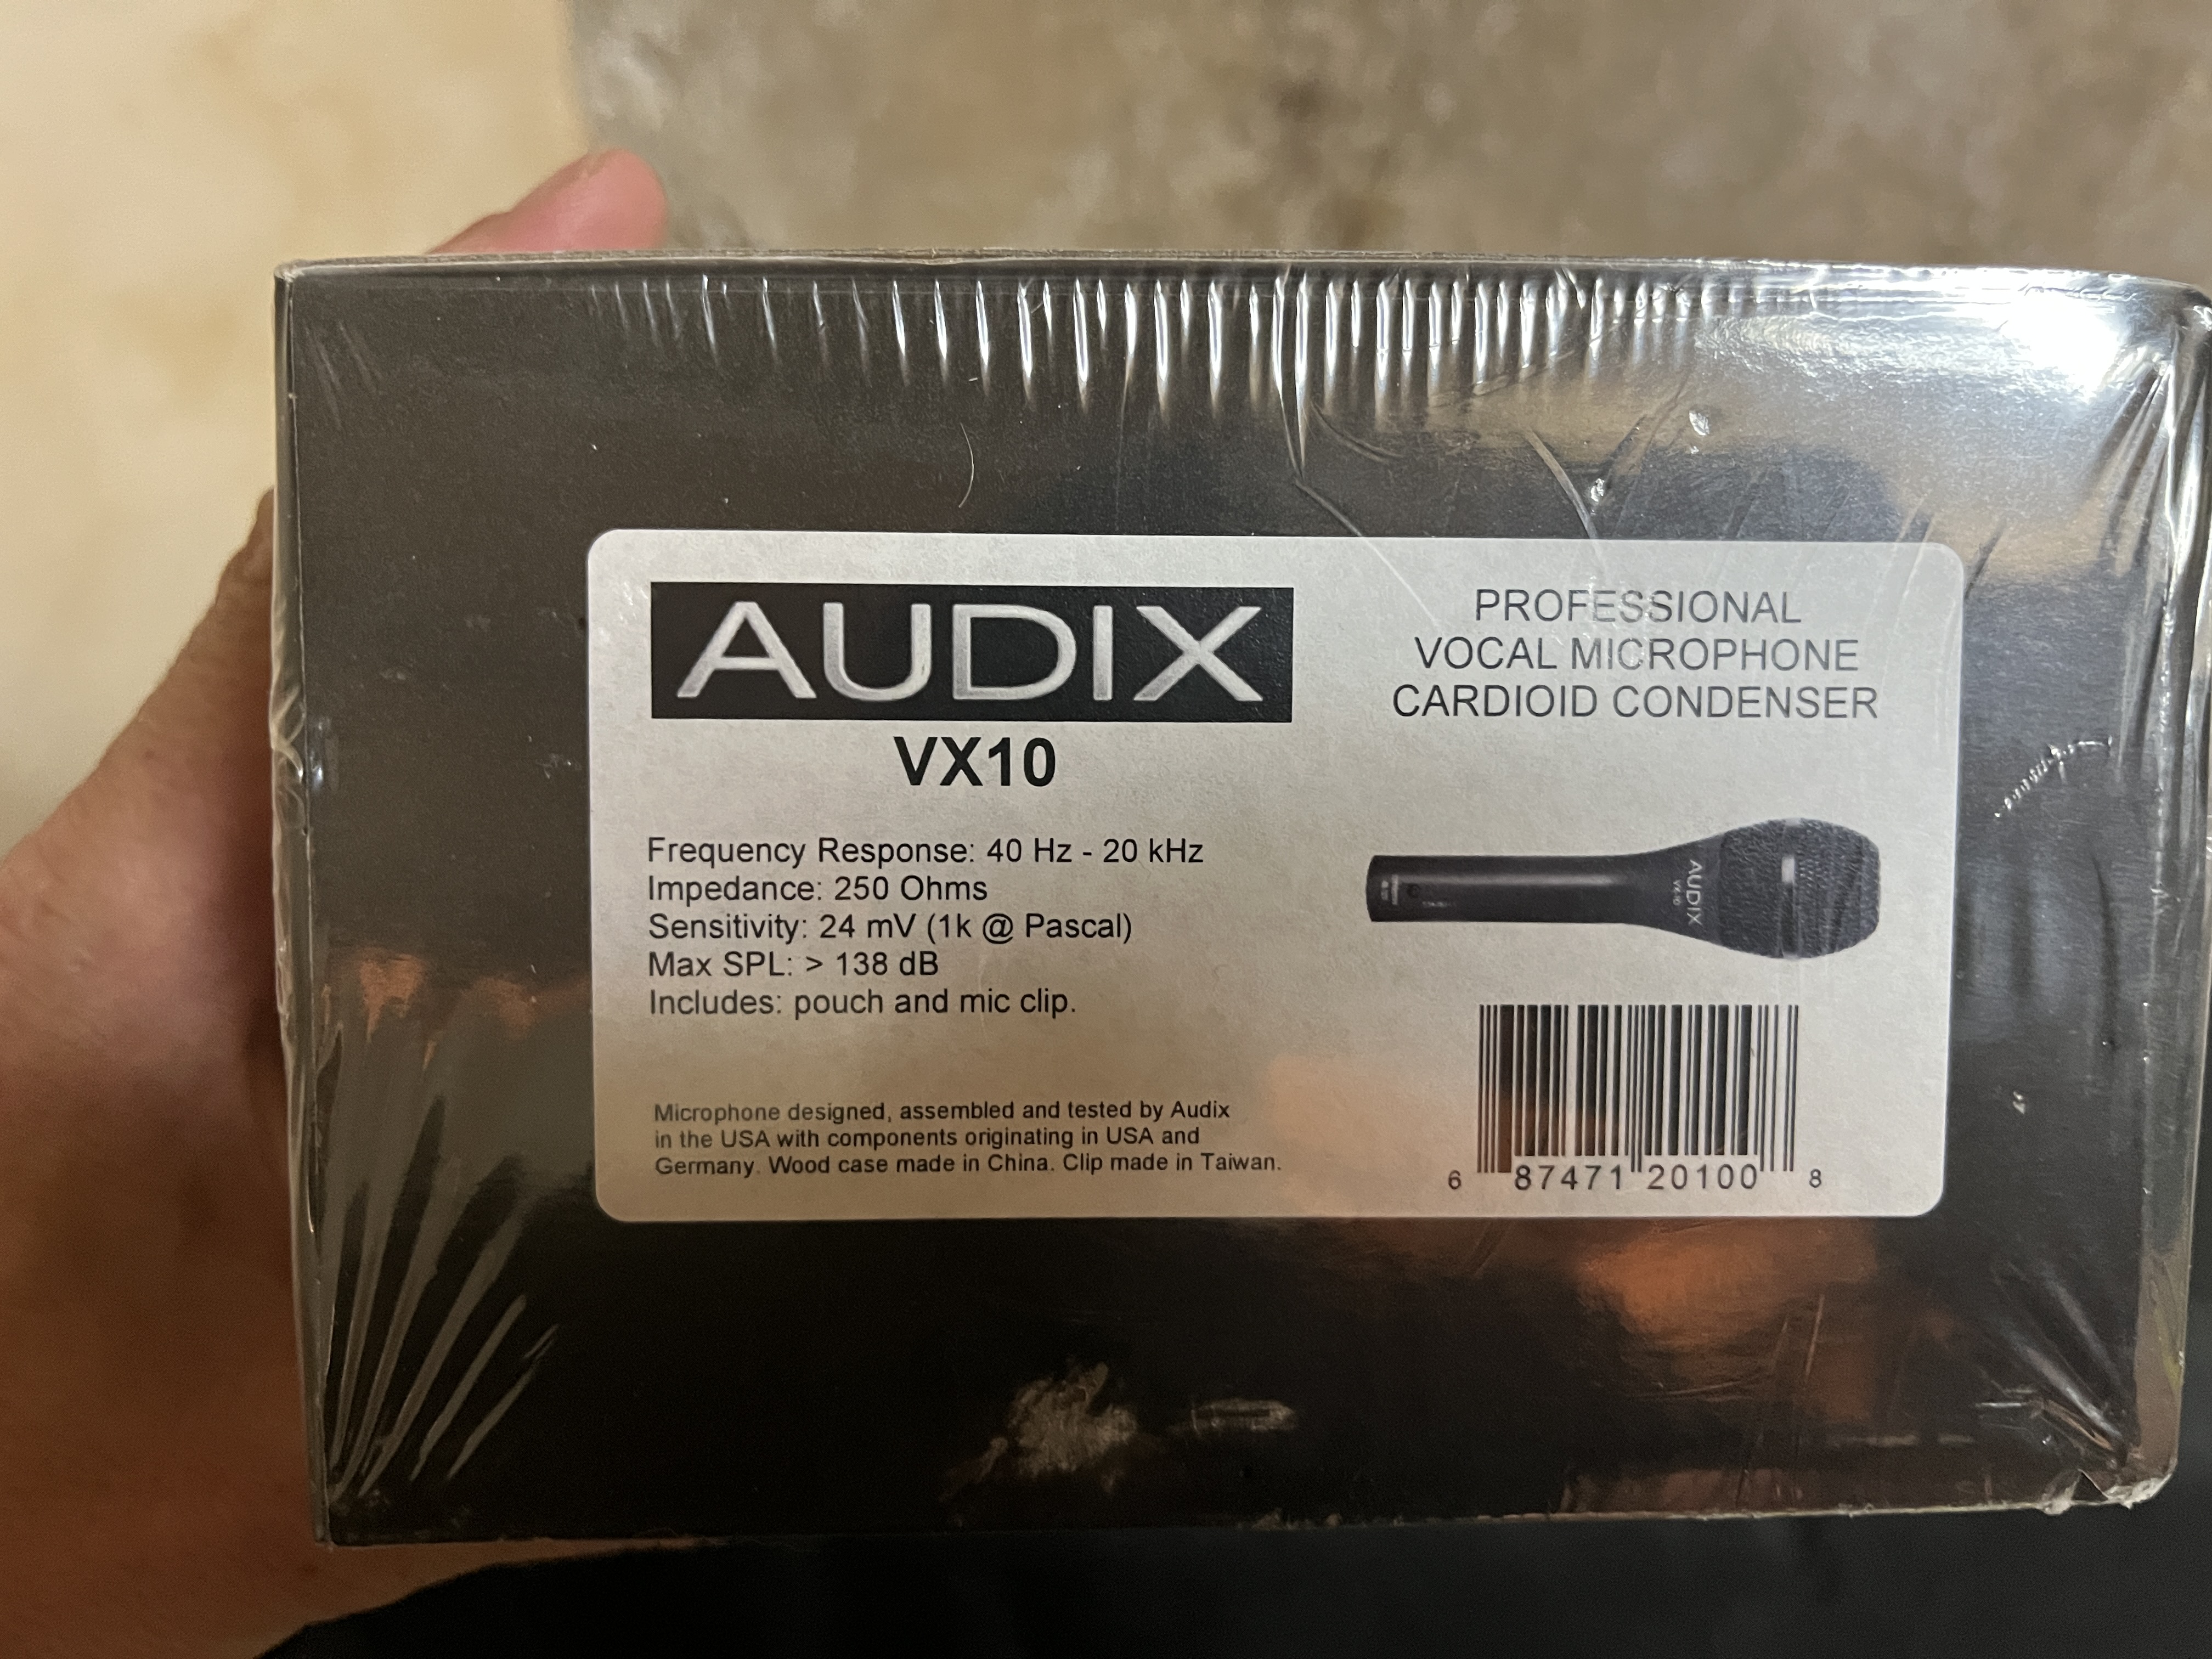 AUDIX
VX10
PROFESSIONAL
VOCAL MICROPHONE
CARDIOID CONDENSER
Frequency Response: 40 Hz - 20 kHz
Impedance: 250 Ohms
Sensitivity: 24 mV (1k @ Pascal)
Max SPL: > 138 dB
Includes: pouch and mic clip.
AUDIX
VX10
Microphone designed, assembled and tested by Audix
in the USA with components originating in USA and
Germany. Wood case made in China. Clip made in Taiwan.
6 87471 20100 8